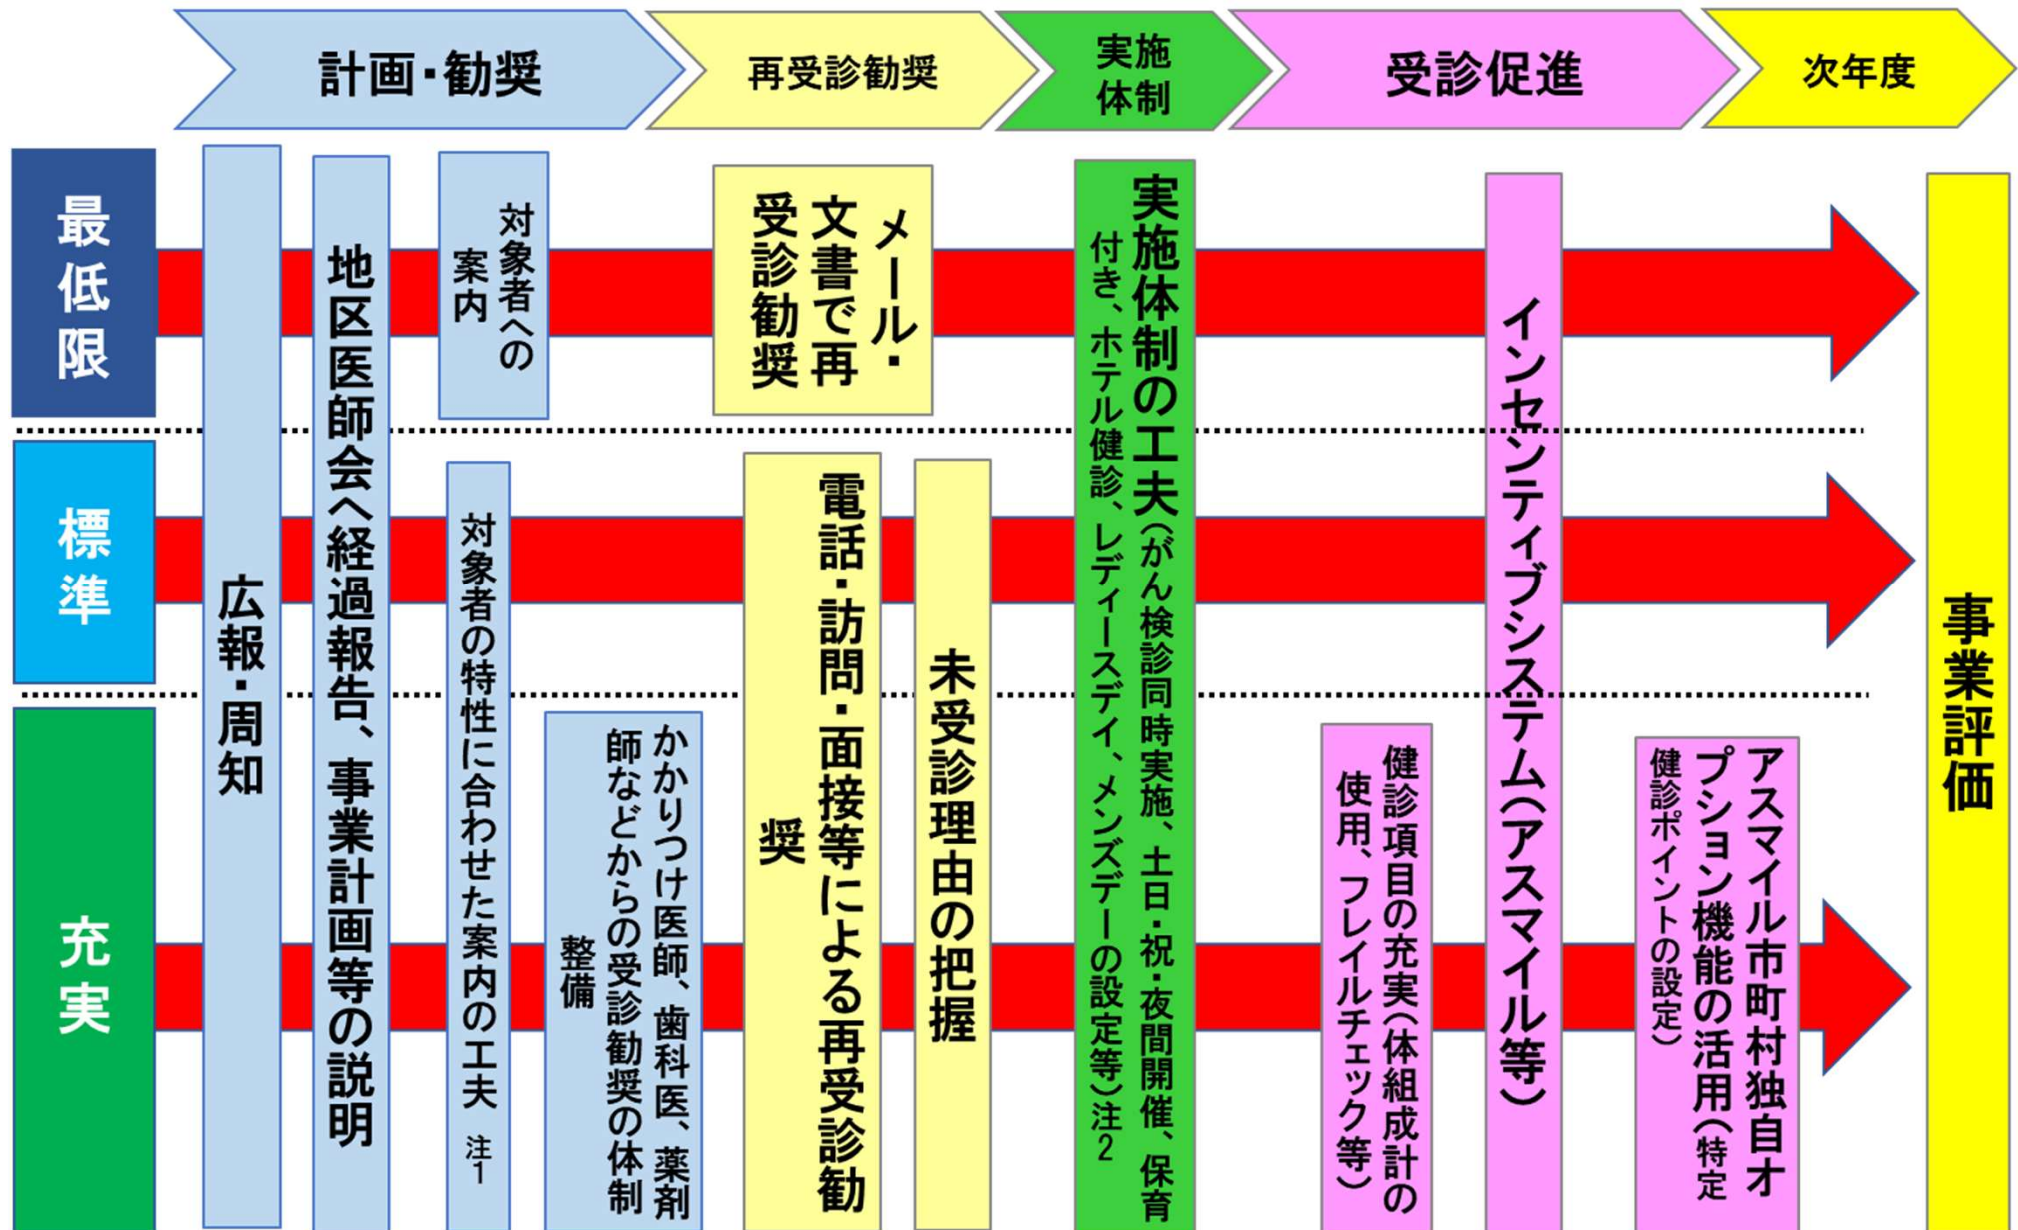 計画・勧奨
再受診勧奨
実施
体制
受診促進
次年度
最低限
標準
充実
広報・周知
地区医師会へ経過報告、事業計画等の説明
対象者への
案内
対象者の特性に合わせた案内の工夫 注1
かかりつけ医師、歯科医、薬剤
師などからの受診勧奨の体制
整備
メール・
文書で再
受診勧奨
電話・訪問・面接等による再受診勧
奨
未受診理由の把握
実施体制の工夫(がん検診同時実施、土日・祝・夜間開催、保育
付き、ホテル健診、レディースデイ、メンズデーの設定等)注2
健診項目の充実(体組成計の
使用、フレイルチェック等)
インセンティブシステム(アスマイル等)
アスマイル市町村独自オ
プション機能の活用(特定
健診ポイントの設定)
事業評価